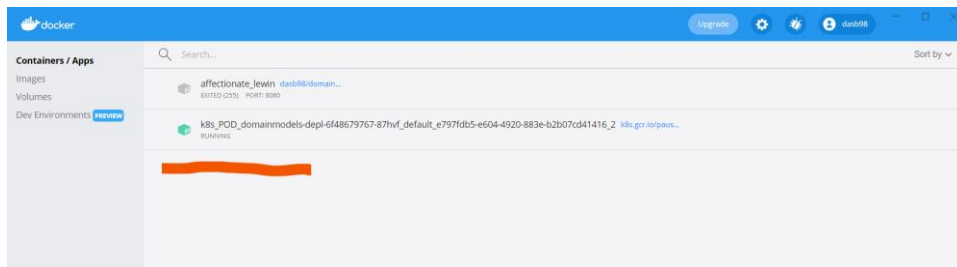 docker
Upgrade
dasb98
Containers / Apps
Images
Volumes
Dev Environments PREVIEW
Search...
Sort by
affectionate_lewin dasb98/domain...
EXITED (255) PORT: 8080
k8s_POD_domainmodels-depl-6f48679767-87hvf_default_e797fdb5-e604-4920-883e-b2b07cd41416_2 k8s.gcr.io/paus...
RUNNING